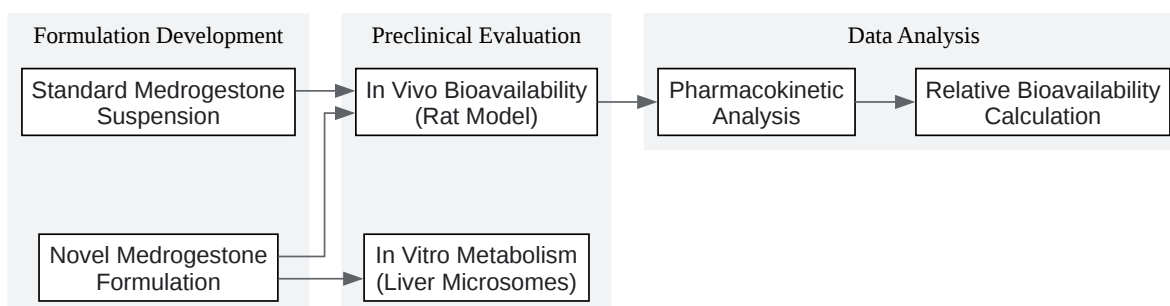 Formulation Development
Standard Medrogestone
Suspension
Novel Medrogestone
Formulation
Preclinical Evaluation
In Vivo Bioavailability
(Rat Model)
In Vitro Metabolism
(Liver Microsomes)
Data Analysis
Pharmacokinetic
Analysis
Relative Bioavailability
Calculation